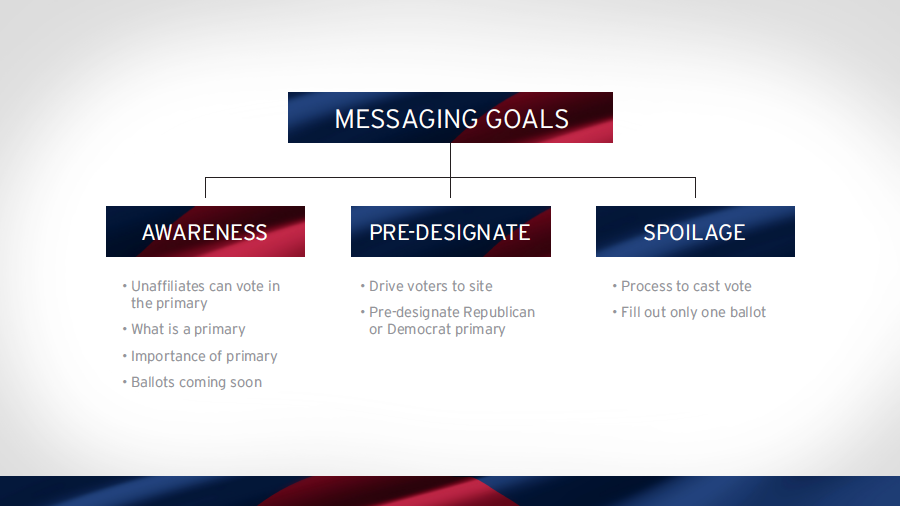 MESSAGING GOALS
AWARENESS
• Unaffiliates can vote in
the primary
• What is a primary
• Importance of primary
• Ballots coming soon
PRE-DESIGNATE
• Drive voters to site
• Pre-designate Republican
or Democrat primary
SPOILAGE
• Process to cast vote
• Fill out only one ballot